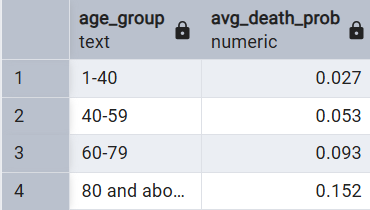 age_group avg_death_prob
text numeric
1 1-40 0.027
2 40-59 0.053
3 60-79 0.093
4 80 and abo... 0.152